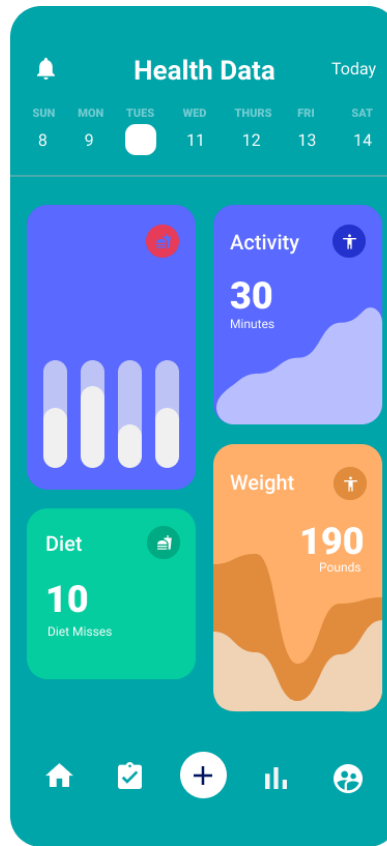 Health Data
Today
SUN MON TUES WED THURS FRI SAT
8 9 11 12 13 14
Activity
30
Minutes
Weight
190
Pounds
Diet
10
Diet Misses